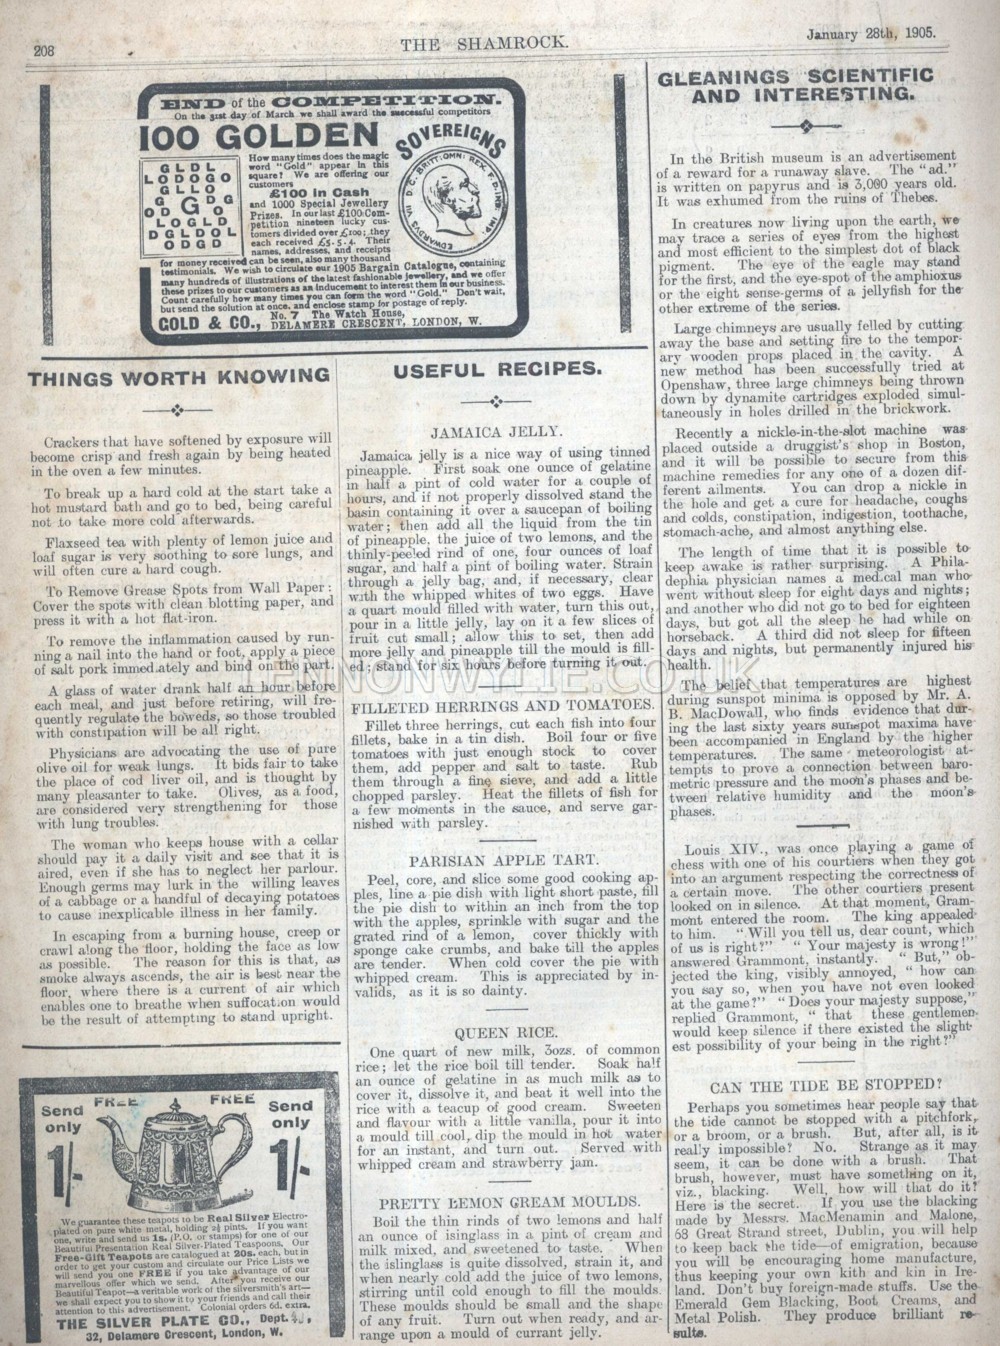 208
THE SHAMROCK.
January 28th, 1905.
END of the COMPETITION.
On the 31st day of March we shall award the successful competitors
100 GOLDEN
SOVEREIGNS
GLDL
LODOGO
GLLO
G DG
OD G O
LOGLD
DGLDOL
ODGD
How many times does the magic
word "Gold" appear in this
square? We are offering our
customers
£100 in Cash
and 1000 Special Jewellery
Prizes. In our last £100 Com-
petition nineteen lucky cus-
tomers divided over £100; they
each received £5.5.4. Their
names, addresses, and receipts
for money received can be seen, also many thousand
testimonials. We wish to circulate our 1905 Bargain Catalogue, containing
many hundreds of illustrations of the latest fashionable jewellery, and we offer
these prizes to our customers as an inducement to interest them in our business.
Count carefully how many times you can form the word "Gold." Don't wait,
but send the solution at once, and enclose stamp for postage of reply.
GOLD & CO., No. 7 The Watch House,
DELAMERE CRESCENT, LONDON, W.
EDWARDVS VII D: G: BRITT: OMN: REX F: D: IND: IMP:
THINGS WORTH KNOWING
Crackers that have softened by exposure will
become crisp and fresh again by being heated
in the oven a few minutes.
To break up a hard cold at the start take a
hot mustard bath and go to bed, being careful
not to take more cold afterwards.
Flaxseed tea with plenty of lemon juice and
loaf sugar is very soothing to sore lungs, and
will often cure a hard cough.
To Remove Grease Spots from Wall Paper:
Cover the spots with clean blotting paper, and
press it with a hot flat-iron.
To remove the inflammation caused by run-
ning a nail into the hand or foot, apply a piece
of salt pork immed.ately and bind on the part.
A glass of water drank half an hour before
each meal, and just before retiring, will fre-
quently regulate the bowels, so those troubled
with constipation will be all right.
Physicians are advocating the use of pure
olive oil for weak lungs. It bids fair to take
the place of cod liver oil, and is thought by
many pleasanter to take. Olives, as a food,
are considered very strengthening for those
with lung troubles.
The woman who keeps house with a cellar
should pay it a daily visit and see that it is
aired, even if she has to neglect her parlour.
Enough germs may lurk in the willing leaves
of a cabbage or a handful of decaying potatoes
to cause inexplicable illness in her family.
In escaping from a burning house, creep or
crawl along the floor, holding the face as low
as possible. The reason for this is that, as
smoke always ascends, the air is best near the
floor, where there is a current of air which
enables one to breathe when suffocation would
be the result of attempting to stand upright.
Send only 1/-
FREE FREE
Send only 1/-
We guarantee these teapots to be Real Silver Electro-
plated on pure white metal, holding 2½ pints. If you want
one, write and send us 1s. (P.O. or stamps) for one of our
Beautiful Presentation Real Silver-Plated Teaspoons. Our
Free-Gift Teapots are catalogued at 20s. each, but in
order to get your custom and circulate our Price Lists we
will send you one FREE if you take advantage of our
marvellous offer which we send. After you receive our
Beautiful Teapot—a veritable work of the silversmith's art—
we shall expect you to show it to your friends and call their
attention to this advertisement. Colonial orders 6d. extra.
THE SILVER PLATE CO., Dept.
32, Delamere Crescent, London, W.
USEFUL RECIPES.
JAMAICA JELLY.
Jamaica jelly is a nice way of using tinned
pineapple. First soak one ounce of gelatine
in half a pint of cold water for a couple of
hours, and if not properly dissolved stand the
basin containing it over a saucepan of boiling
water; then add all the liquid from the tin
of pineapple, the juice of two lemons, and the
thinly-peeled rind of one, four ounces of loaf
sugar, and half a pint of boiling water. Strain
through a jelly bag, and, if necessary, clear
with the whipped whites of two eggs. Have
a quart mould filled with water, turn this out,
pour in a little jelly, lay on it a few slices of
fruit cut small; allow this to set, then add
more jelly and pineapple till the mould is fill-
ed; stand for six hours before turning it out.
FILLETED HERRINGS AND TOMATOES.
Fillet three herrings, cut each fish into four
fillets, bake in a tin dish. Boil four or five
tomatoes with just enough stock to cover
them, add pepper and salt to taste. Rub
them through a fine sieve, and add a little
chopped parsley. Heat the fillets of fish for
a few moments in the sauce, and serve gar-
nished with parsley.
PARISIAN APPLE TART.
Peel, core, and slice some good cooking ap-
ples, line a pie dish with light short paste, fill
the pie dish to within an inch from the top
with the apples, sprinkle with sugar and the
grated rind of a lemon, cover thickly with
sponge cake crumbs, and bake till the apples
are tender. When cold cover the pie with
whipped cream. This is appreciated by in-
valids, as it is so dainty.
QUEEN RICE.
One quart of new milk, 3ozs. of common
rice; let the rice boil till tender. Soak half
an ounce of gelatine in as much milk as to
cover it, dissolve it, and beat it well into the
rice with a teacup of good cream. Sweeten
and flavour with a little vanilla, pour it into
a mould till cool, dip the mould in hot water
for an instant, and turn out. Served with
whipped cream and strawberry jam.
PRETTY LEMON CREAM MOULDS.
Boil the thin rinds of two lemons and half
an ounce of isinglass in a pint of cream and
milk mixed, and sweetened to taste. When
the islinglass is quite dissolved, strain it, and
when nearly cold add the juice of two lemons,
stirring until cold enough to fill the moulds.
These moulds should be small and the shape
of any fruit. Turn out when ready, and ar-
range upon a mould of currant jelly.
GLEANINGS SCIENTIFIC
AND INTERESTING.
In the British museum is an advertisement
of a reward for a runaway slave. The "ad."
is written on papyrus and is 3,000 years old.
It was exhumed from the ruins of Thebes.
In creatures now living upon the earth, we
may trace a series of eyes from the highest
and most efficient to the simplest dot of black
pigment. The eye of the eagle may stand
for the first, and the eye-spot of the amphioxus
or the eight sense-germs of a jellyfish for the
other extreme of the series.
Large chimneys are usually felled by cutting
away the base and setting fire to the tempor-
ary wooden props placed in the cavity. A
new method has been successfully tried at
Openshaw, three large chimneys being thrown
down by dynamite cartridges exploded simul-
taneously in holes drilled in the brickwork.
Recently a nickle-in-the-slot machine was
placed outside a druggist's shop in Boston,
and it will be possible to secure from this
machine remedies for any one of a dozen dif-
ferent ailments. You can drop a nickle in
the hole and get a cure for headache, coughs
and colds, constipation, indigestion, toothache,
stomach-ache, and almost anything else.
The length of time that it is possible to
keep awake is rather surprising. A Phila-
dephia physician names a med.cal man who
went without sleep for eight days and nights;
and another who did not go to bed for eighteen
days, but got all the sleep he had while on
horseback. A third did not sleep for fifteen
days and nights, but permanently injured his
health.
The belief that temperatures are highest
during sunspot minima is opposed by Mr. A.
B. MacDowall, who finds evidence that dur-
ing the last sixty years sunspot maxima have
been accompanied in England by the higher
temperatures. The same meteorologist at-
tempts to prove a connection between baro-
metric pressure and the moon's phases and be-
tween relative humidity and the moon's
phases.
Louis XIV., was once playing a game of
chess with one of his courtiers when they got
into an argument respecting the correctness of
a certain move. The other courtiers present
looked on in silence. At that moment, Gram-
mont entered the room. The king appealed
to him. "Will you tell us, dear count, which
of us is right?" "Your majesty is wrong!"
answered Grammont, instantly. "But," ob-
jected the king, visibly annoyed, "how can
you say so, when you have not even looked
at the game?" "Does your majesty suppose,"
replied Grammont, "that these gentlemen
would keep silence if there existed the slight-
est possibility of your being in the right?"
CAN THE TIDE BE STOPPED?
Perhaps you sometimes hear people say that
the tide cannot be stopped with a pitchfork,
or a broom, or a brush. But, after all, is it
really impossible? No. Strange as it may
seem, it can be done with a brush. That
brush, however, must have something on it,
viz., blacking. Well, how will that do it?
Here is the secret. If you use the blacking
made by Messrs. MacMenamin and Malone,
68 Great Strand street, Dublin, you will help
to keep back the tide—of emigration, because
you will be encouraging home manufacture,
thus keeping your own kith and kin in Ire-
land. Don't buy foreign-made stuffs. Use the
Emerald Gem Blacking, Boot Creams, and
Metal Polish. They produce brilliant re-
sults.
LENNONWYLIE.CO.UK